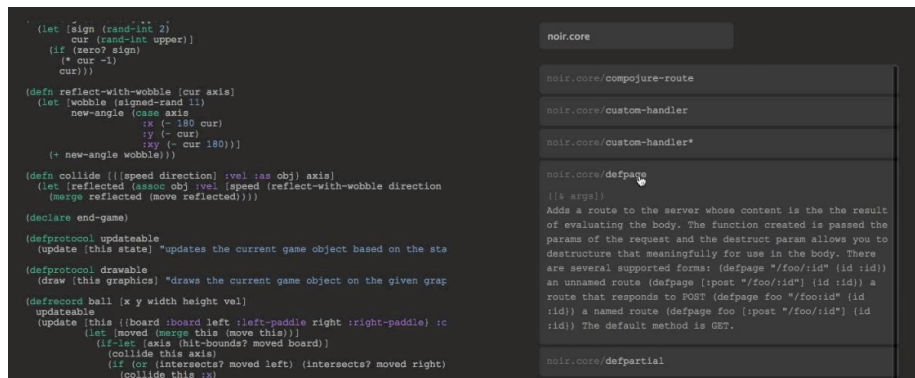 (let [sign (rand-int 2)
cur (rand-int upper)]
(if (zero? sign)
(* cur -1)
cur)))
(defn reflect-with-wobble [cur axis]
(let [wobble (signed-rand 11)
new-angle (case axis
:x (- 180 cur)
:y (- cur)
:xy (- cur 180))]
(+ new-angle wobble)))
(defn collide [{[speed direction] :vel :as obj} axis]
(let [reflected (assoc obj :vel [speed (reflect-with-wobble direction
(merge reflected (move reflected))))
(declare end-game)
(defprotocol updateable
(update [this state] "updates the current game object based on the sta
(defprotocol drawable
(draw [this graphics] "draws the current game object on the given grap
(defrecord ball [x y width height vel]
updateable
(update [this {{board :board left :left-paddle right :right-paddle} :c
(let [moved (merge this (move this))]
(if-let [axis (hit-bounds? moved board)]
(collide this axis)
(if (or (intersects? moved left) (intersects? moved right)
(collide this :x)
noir.core
noir.core/compojure-route
noir.core/custom-handler
noir.core/custom-handler*
noir.core/defpage
([& args])
Adds a route to the server whose content is the the result
of evaluating the body. The function created is passed the
params of the request and the destruct param allows you to
destructure that meaningfully for use in the body. There
are several supported forms: (defpage "/foo/:id" {id :id})
an unnamed route (defpage [:post "/foo/:id"] {id :id}) a
route that responds to POST (defpage foo "/foo:id" {id
:id}) a named route (defpage foo [:post "/foo/:id"] {id
:id}) The default method is GET.
noir.core/defpartial